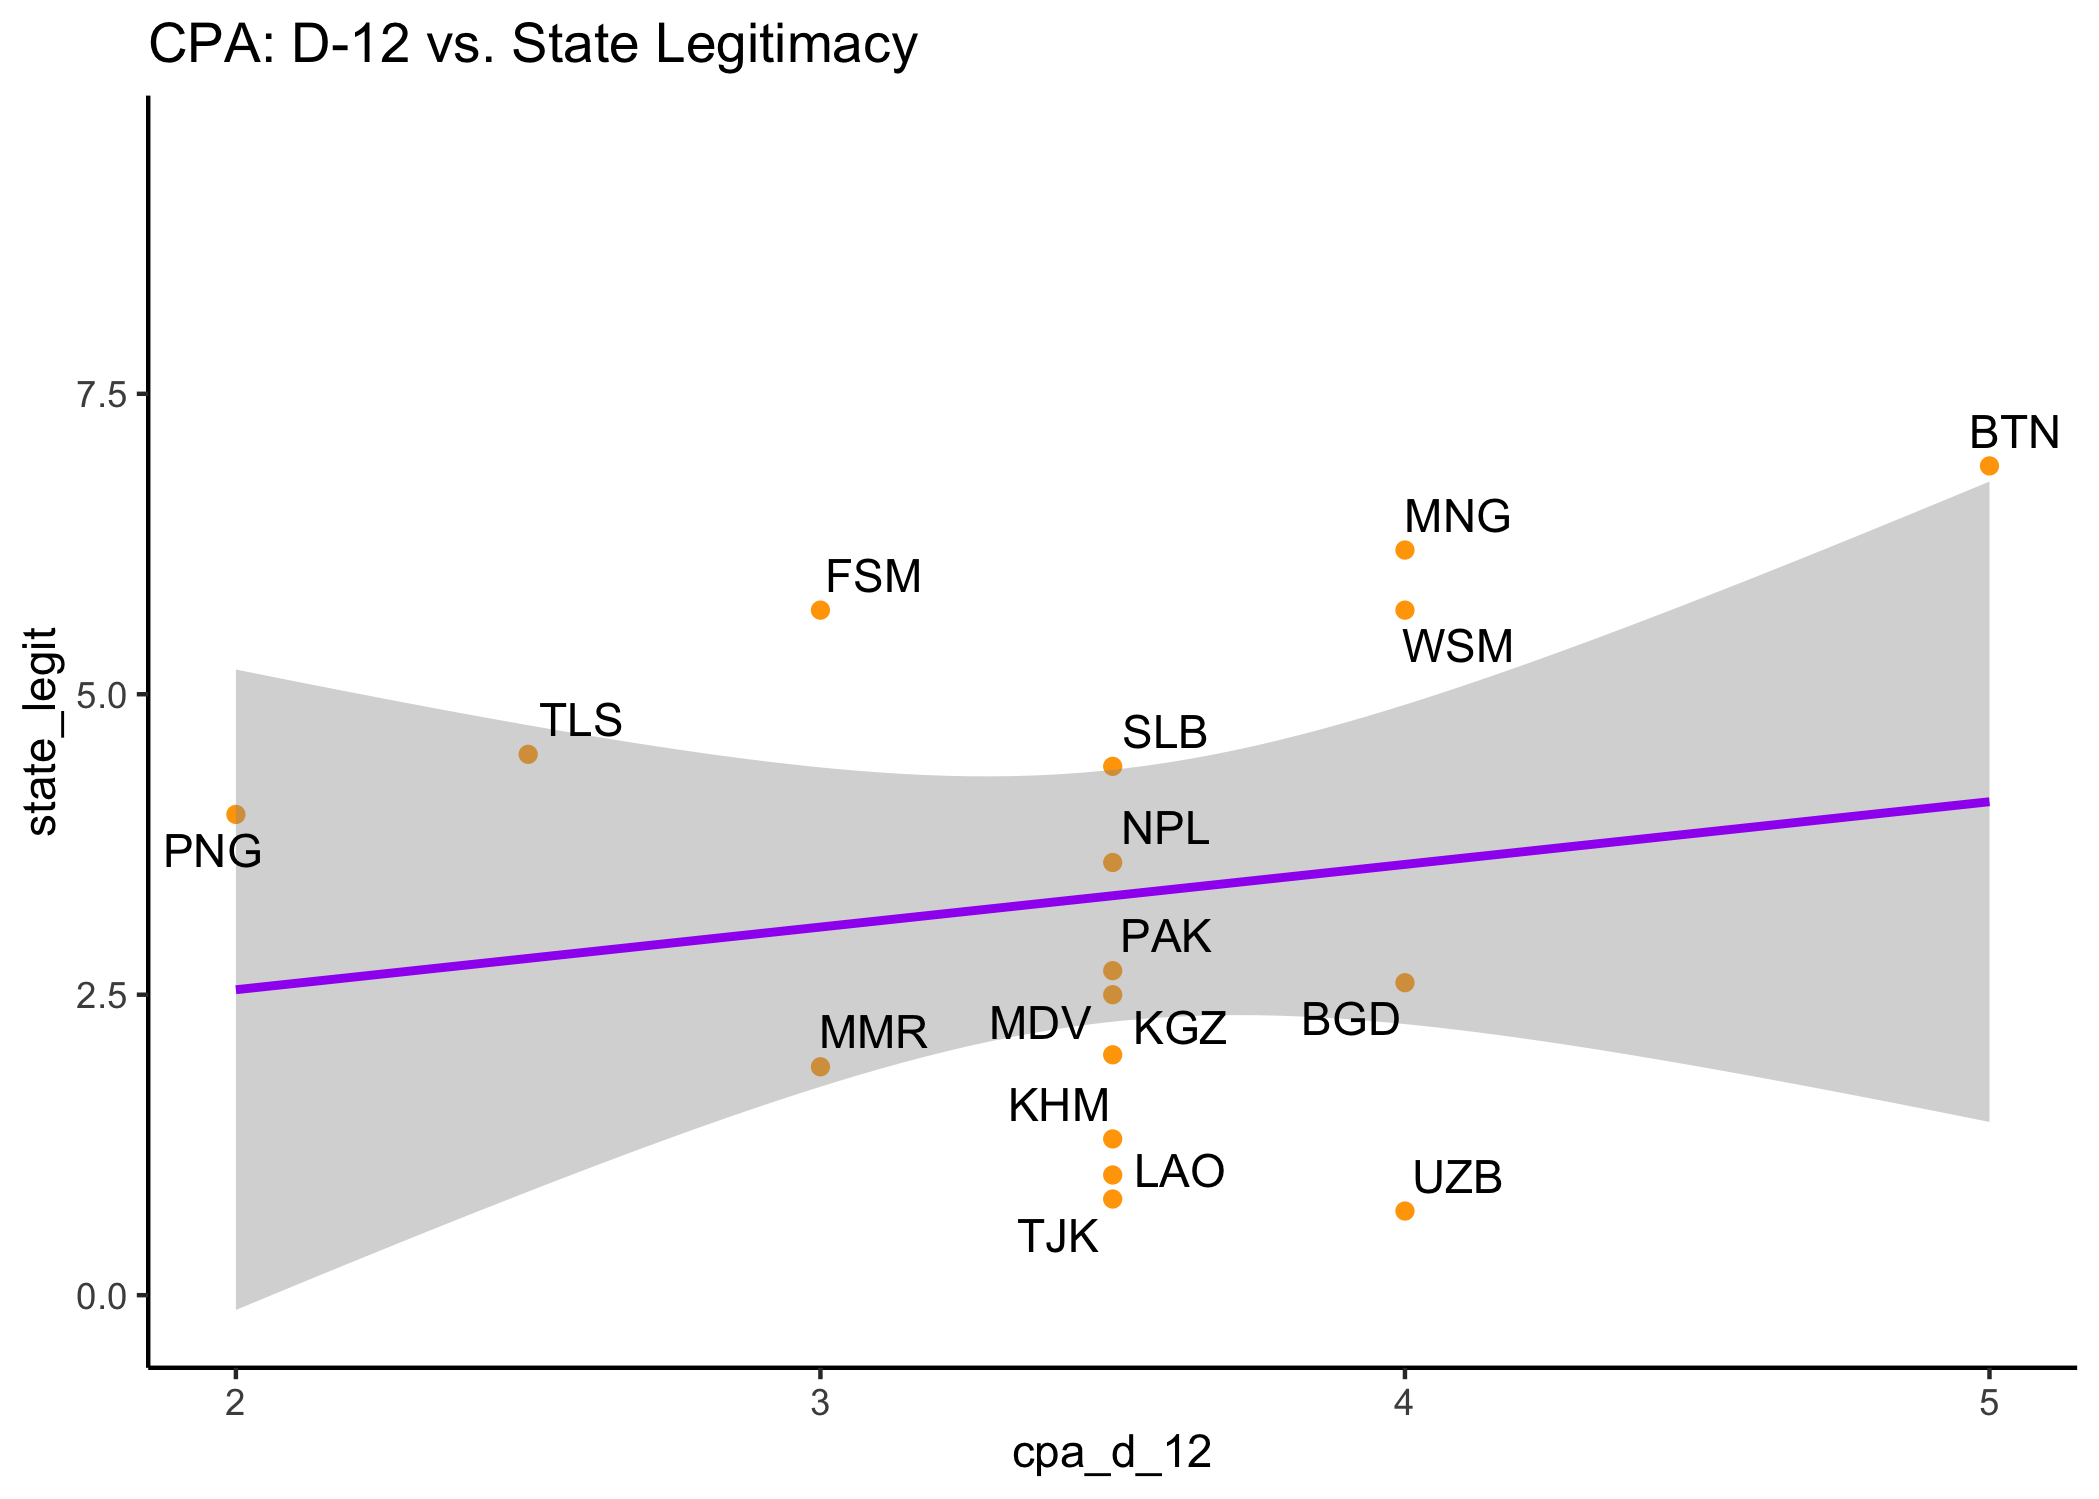 CPA: D-12 vs. State Legitimacy
7.5
BTN
MNG
FSM
WSM
state_legit
5.0
TLS
SLB
NPL
PNG
PAK
2.5
MDV
KGZ
BGD
MMR
KHM
LAO
UZB
TJK
0.0
2
3
4
5
cpa_d_12